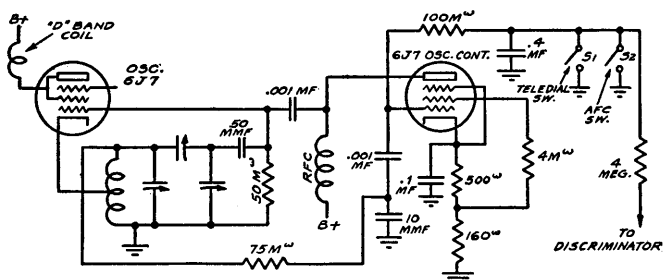 B+
"D" BAND
COIL
OSC.
6J7
100Mω
6J7 OSC. CONT.
.4
MF
S1
S2
TELEDIAL
SW.
AFC
SW.
.001 MF
50
MMF
50Mω
RFC
B+
.001
MF
.1
MF
500ω
4Mω
4
MEG.
10
MMF
160ω
75Mω
TO
DISCRIMINATOR